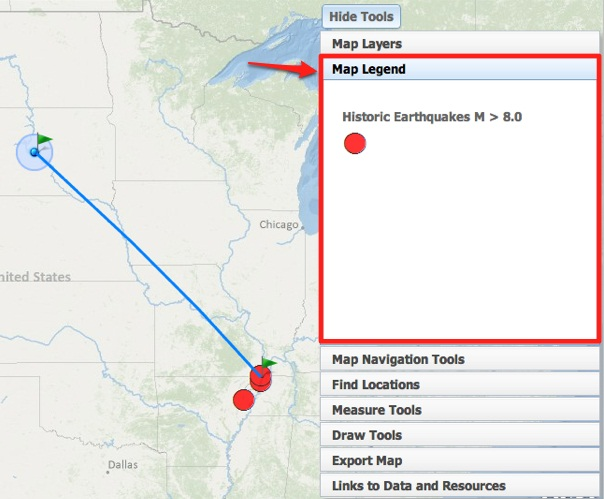 Hide Tools
Map Layers
Map Legend
Historic Earthquakes M > 8.0
Chicago
nited States
Map Navigation Tools
Find Locations
Measure Tools
Draw Tools
Export Map
Dallas
Links to Data and Resources